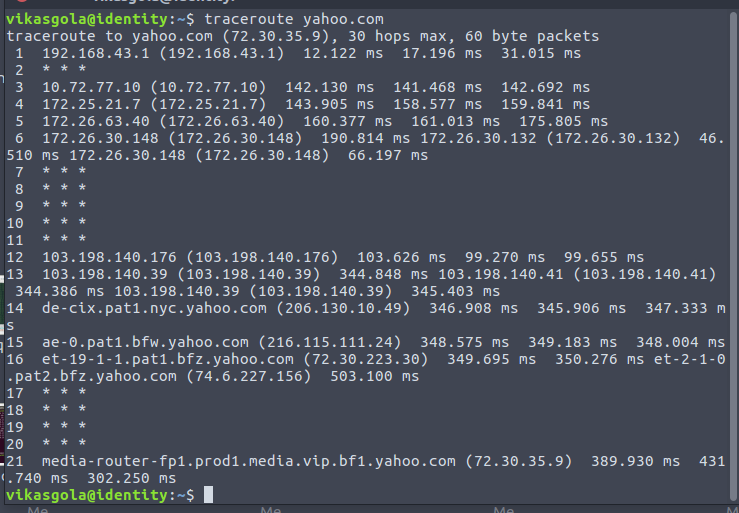 vikasgola@identity:~$ traceroute yahoo.com
traceroute to yahoo.com (72.30.35.9), 30 hops max, 60 byte packets
 1  192.168.43.1 (192.168.43.1)  12.122 ms  17.196 ms  31.015 ms
 2  * * *
 3  10.72.77.10 (10.72.77.10)  142.130 ms  141.468 ms  142.692 ms
 4  172.25.21.7 (172.25.21.7)  143.905 ms  158.577 ms  159.841 ms
 5  172.26.63.40 (172.26.63.40)  160.377 ms  161.013 ms  175.805 ms
 6  172.26.30.148 (172.26.30.148)  190.814 ms 172.26.30.132 (172.26.30.132)  46.
510 ms 172.26.30.148 (172.26.30.148)  66.197 ms
 7  * * *
 8  * * *
 9  * * *
10  * * *
11  * * *
12  103.198.140.176 (103.198.140.176)  103.626 ms  99.270 ms  99.655 ms
13  103.198.140.39 (103.198.140.39)  344.848 ms 103.198.140.41 (103.198.140.41)
 344.386 ms 103.198.140.39 (103.198.140.39)  345.403 ms
14  de-cix.pat1.nyc.yahoo.com (206.130.10.49)  346.908 ms  345.906 ms  347.333 m
s
15  ae-0.pat1.bfw.yahoo.com (216.115.111.24)  348.575 ms  349.183 ms  348.004 ms
16  et-19-1-1.pat1.bfz.yahoo.com (72.30.223.30)  349.695 ms  350.276 ms et-2-1-0
.pat2.bfz.yahoo.com (74.6.227.156)  503.100 ms
17  * * *
18  * * *
19  * * *
20  * * *
21  media-router-fp1.prod1.media.vip.bf1.yahoo.com (72.30.35.9)  389.930 ms  431
.740 ms  302.250 ms
vikasgola@identity:~$
Me Me Me